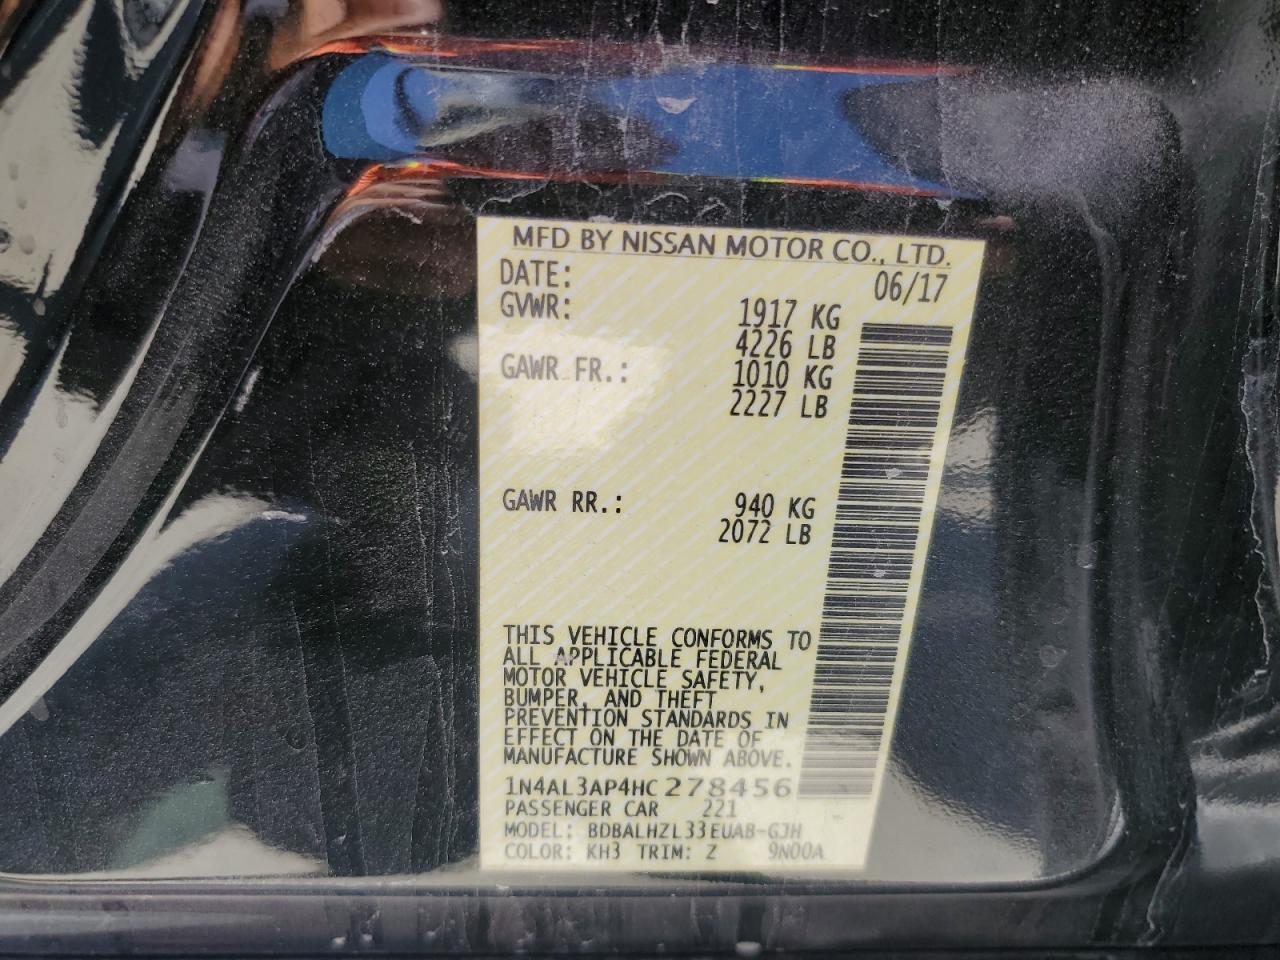 MFD BY NISSAN MOTOR CO., LTD.
DATE: 06/17
GVWR: 1917 KG
4226 LB
GAWR FR.: 1010 KG
2227 LB
GAWR RR.: 940 KG
2072 LB
THIS VEHICLE CONFORMS TO
ALL APPLICABLE FEDERAL
MOTOR VEHICLE SAFETY,
BUMPER, AND THEFT
PREVENTION STANDARDS IN
EFFECT ON THE DATE OF
MANUFACTURE SHOWN ABOVE.
1N4AL3AP4HC278456
PASSENGER CAR 221
MODEL: BDBALHZL33EUAB-GJH
COLOR: KH3 TRIM: Z 9N00A